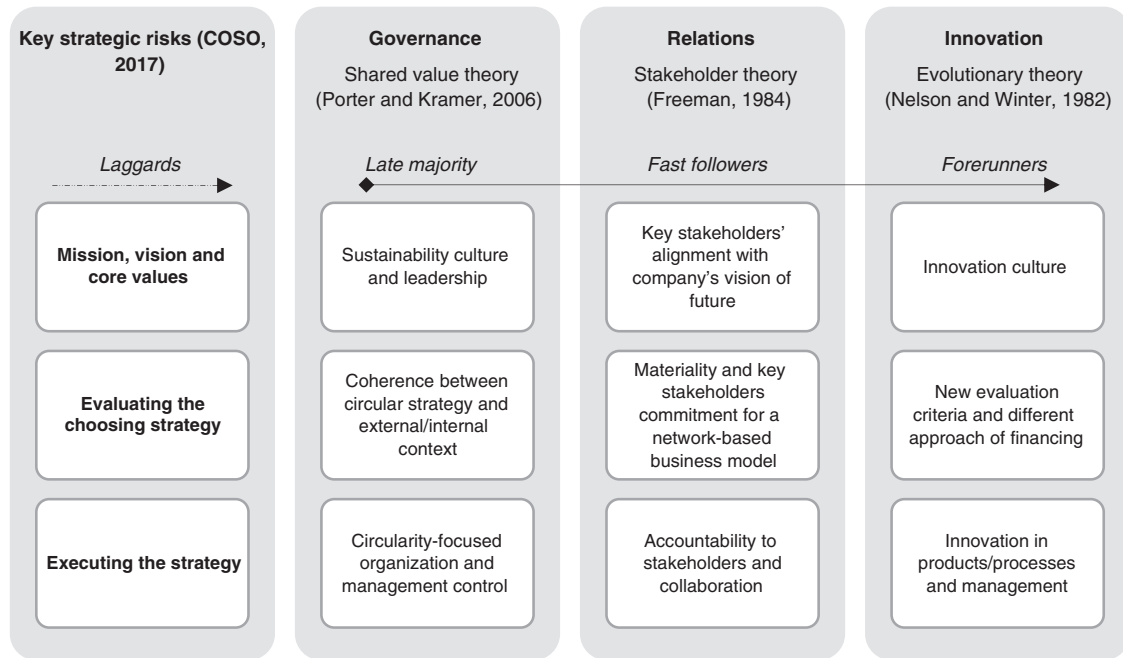 Key strategic risks (COSO,
2017)
Governance
Shared value theory
(Porter and Kramer, 2006)
Relations
Stakeholder theory
(Freeman, 1984)
Innovation
Evolutionary theory
(Nelson and Winter, 1982)
Laggards
Late majority
Fast followers
Forerunners
Mission, vision and
core values
Sustainability culture
and leadership
Key stakeholders'
alignment with
company's vision of
future
Innovation culture
Evaluating the
choosing strategy
Coherence between
circular strategy and
external/internal
context
Materiality and key
stakeholders
commitment for a
network-based
business model
New evaluation
criteria and different
approach of financing
Executing the strategy
Circularity-focused
organization and
management control
Accountability to
stakeholders and
collaboration
Innovation in
products/processes
and management